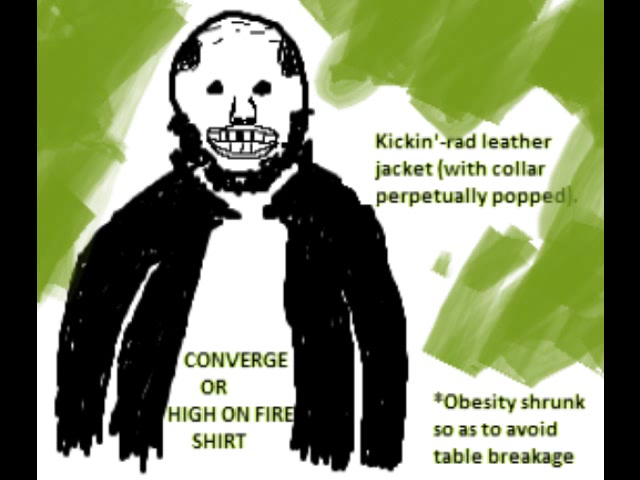 Kickin'-rad leather
jacket (with collar
perpetually popped).
CONVERGE
OR
HIGH ON FIRE
SHIRT
*Obesity shrunk
so as to avoid
table breakage